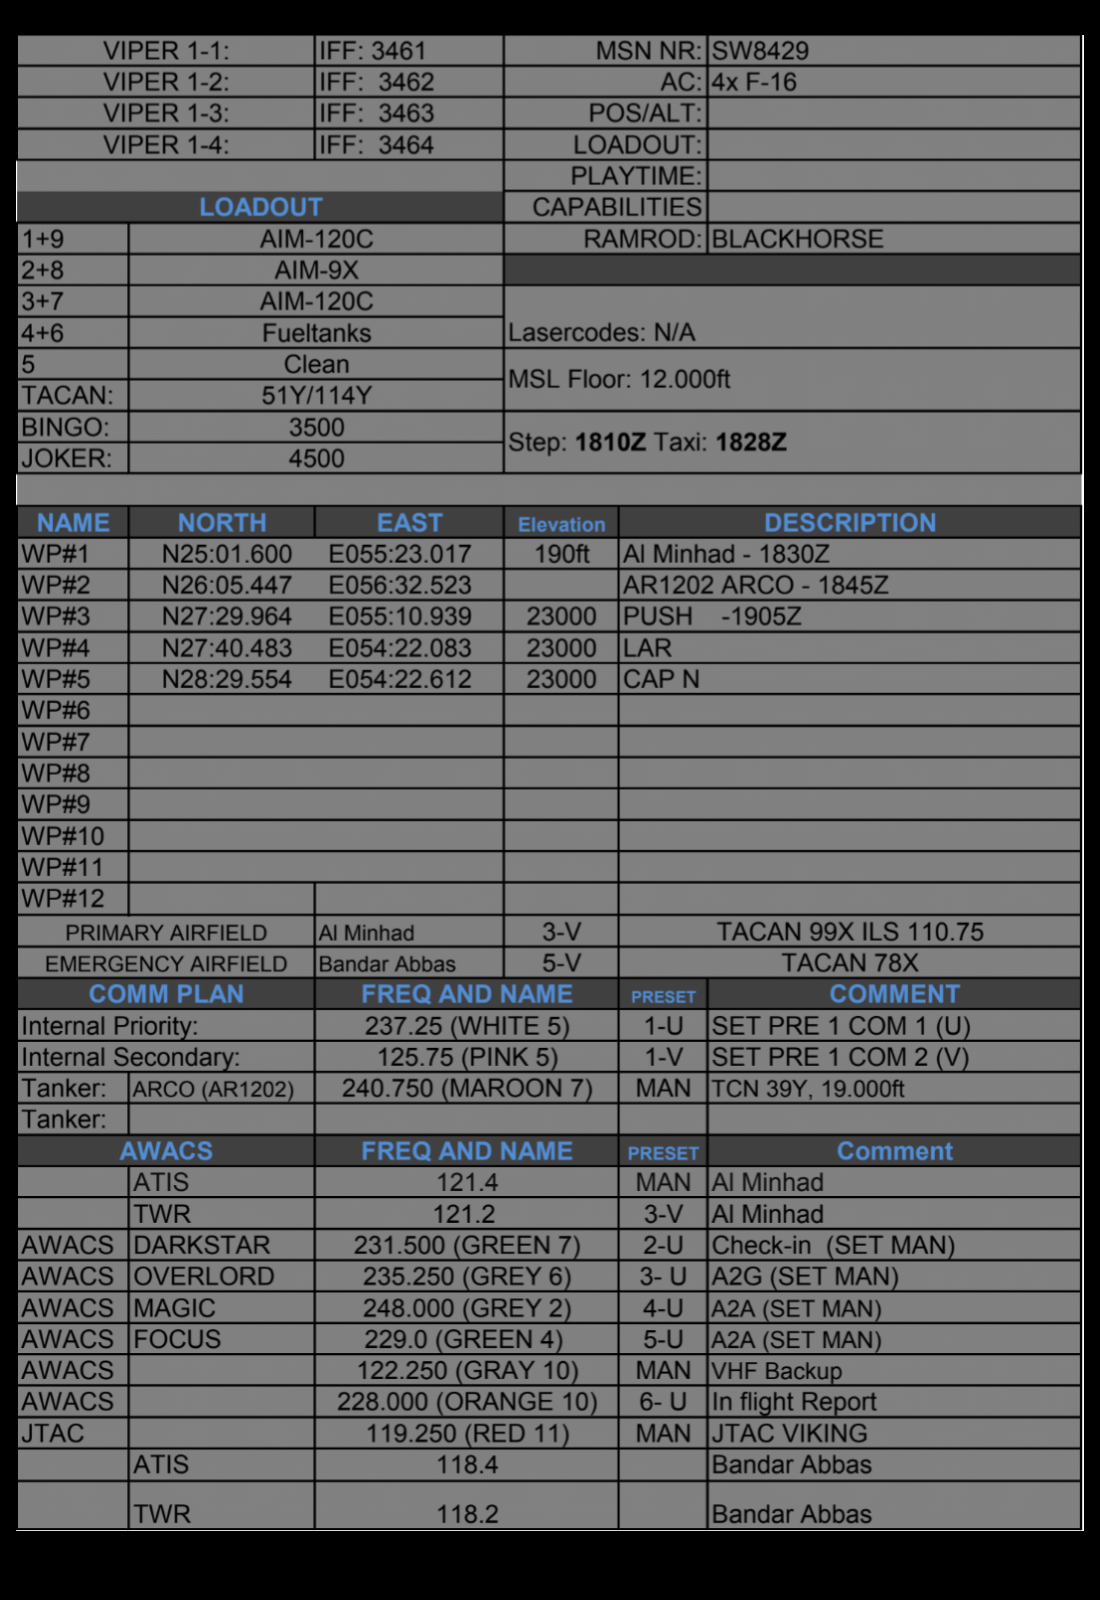 VIPER 1-1: IFF: 3461 MSN NR: SW8429
VIPER 1-2: IFF: 3462 AC: 4x F-16
VIPER 1-3: IFF: 3463 POS/ALT:
VIPER 1-4: IFF: 3464 LOADOUT:
PLAYTIME:
LOADOUT CAPABILITIES
1+9 AIM-120C RAMROD: BLACKHORSE
2+8 AIM-9X
3+7 AIM-120C
4+6 Fueltanks Lasercodes: N/A
5 Clean
MSL Floor: 12.000ft
TACAN: 51Y/114Y
BINGO: 3500
Step: 1810Z Taxi: 1828Z
JOKER: 4500
NAME NORTH EAST Elevation DESCRIPTION
WP#1 N25:01.600 E055:23.017 190ft Al Minhad - 1830Z
WP#2 N26:05.447 E056:32.523 AR1202 ARCO - 1845Z
WP#3 N27:29.964 E055:10.939 23000 PUSH -1905Z
WP#4 N27:40.483 E054:22.083 23000 LAR
WP#5 N28:29.554 E054:22.612 23000 CAP N
WP#6
WP#7
WP#8
WP#9
WP#10
WP#11
WP#12
PRIMARY AIRFIELD Al Minhad 3-V TACAN 99X ILS 110.75
EMERGENCY AIRFIELD Bandar Abbas 5-V TACAN 78X
COMM PLAN FREQ AND NAME PRESET COMMENT
Internal Priority: 237.25 (WHITE 5) 1-U SET PRE 1 COM 1 (U)
Internal Secondary: 125.75 (PINK 5) 1-V SET PRE 1 COM 2 (V)
Tanker: ARCO (AR1202) 240.750 (MAROON 7) MAN TCN 39Y, 19.000ft
Tanker:
AWACS FREQ AND NAME PRESET Comment
ATIS 121.4 MAN Al Minhad
TWR 121.2 3-V Al Minhad
AWACS DARKSTAR 231.500 (GREEN 7) 2-U Check-in (SET MAN)
AWACS OVERLORD 235.250 (GREY 6) 3- U A2G (SET MAN)
AWACS MAGIC 248.000 (GREY 2) 4-U A2A (SET MAN)
AWACS FOCUS 229.0 (GREEN 4) 5-U A2A (SET MAN)
AWACS 122.250 (GRAY 10) MAN VHF Backup
AWACS 228.000 (ORANGE 10) 6- U In flight Report
JTAC 119.250 (RED 11) MAN JTAC VIKING
ATIS 118.4 Bandar Abbas
TWR 118.2 Bandar Abbas